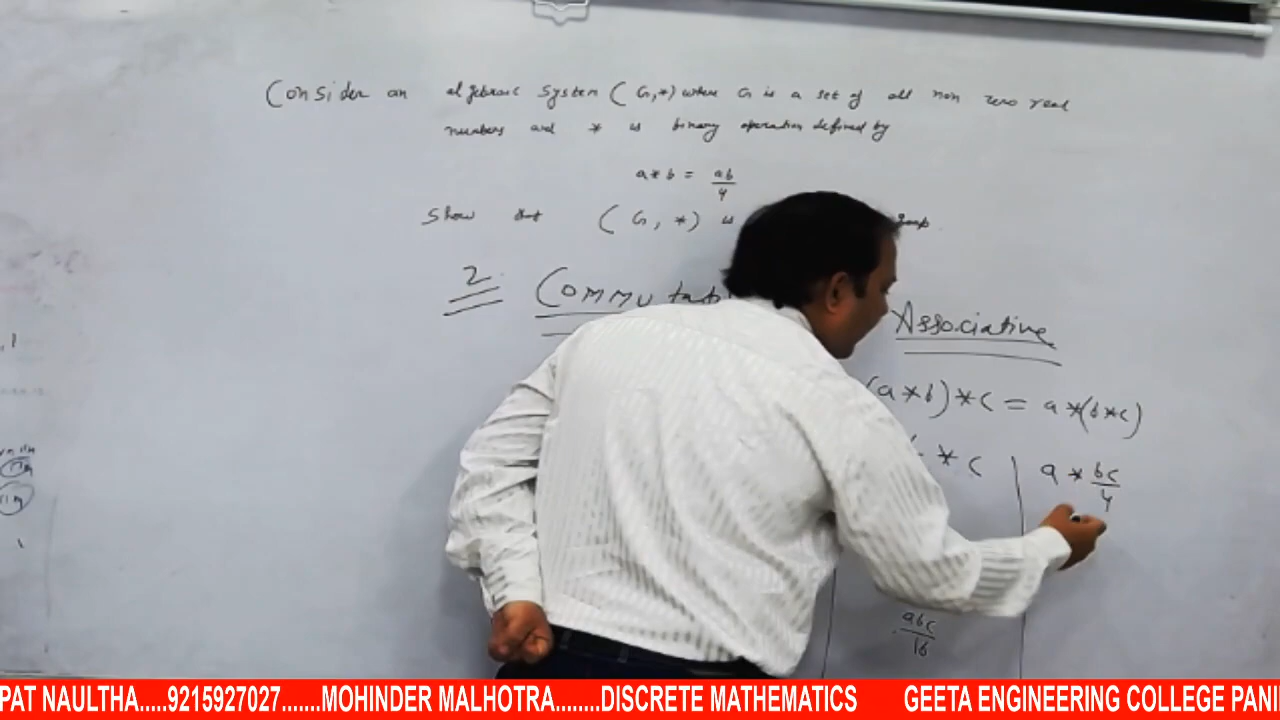 Consider an algebraic system (G,*) where G is a set of all non zero real
numbers and * is binary operation defined by
a*b = ab/4
Show that (G, *) is
2 Commutati
Associative
(a*b)*c = a*(b*c)
*c
a * bc/4
abc/16
PAT NAULTHA.....9215927027.......MOHINDER MALHOTRA........DISCRETE MATHEMATICS GEETA ENGINEERING COLLEGE PANI